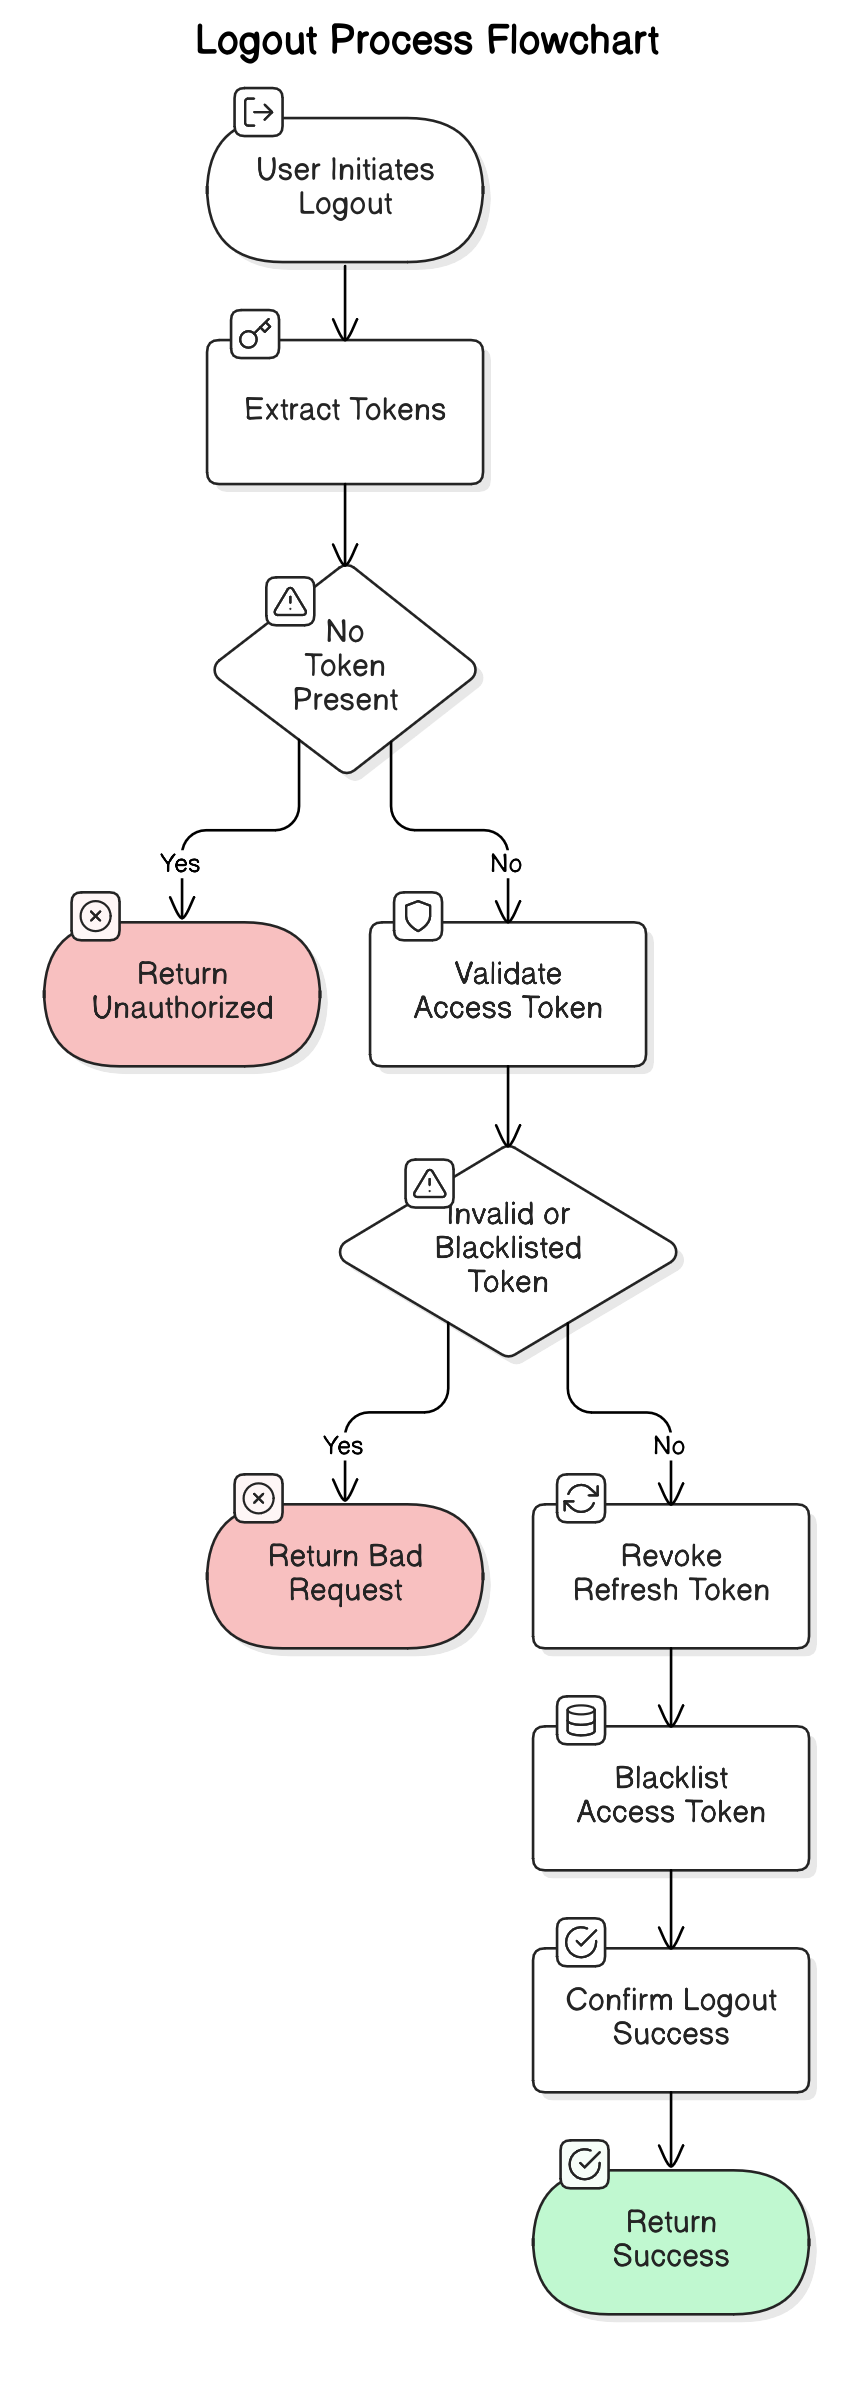 Logout Process Flowchart
User Initiates
Logout
Extract Tokens
No
Token
Present
Yes
No
Return
Unauthorized
Validate
Access Token
Invalid or
Blacklisted
Token
Yes
No
Return Bad
Request
Revoke
Refresh Token
Blacklist
Access Token
Confirm Logout
Success
Return
Success